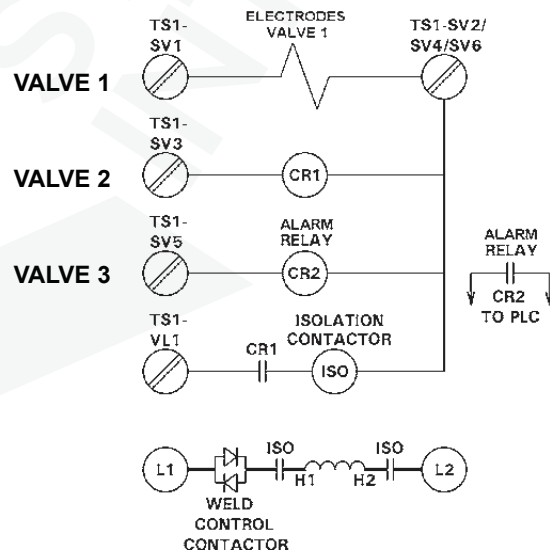 TS1-
SV1
ELECTRODES
VALVE 1
TS1-SV2/
SV4/SV6
VALVE 1
TS1-
SV3
VALVE 2
CR1
TS1-
SV5
ALARM
RELAY
VALVE 3
CR2
ALARM
RELAY
CR2
TO PLC
TS1-
VL1
CR1
ISOLATION
CONTACTOR
ISO
L1
ISO
H1
H2
ISO
L2
WELD
CONTROL
CONTACTOR